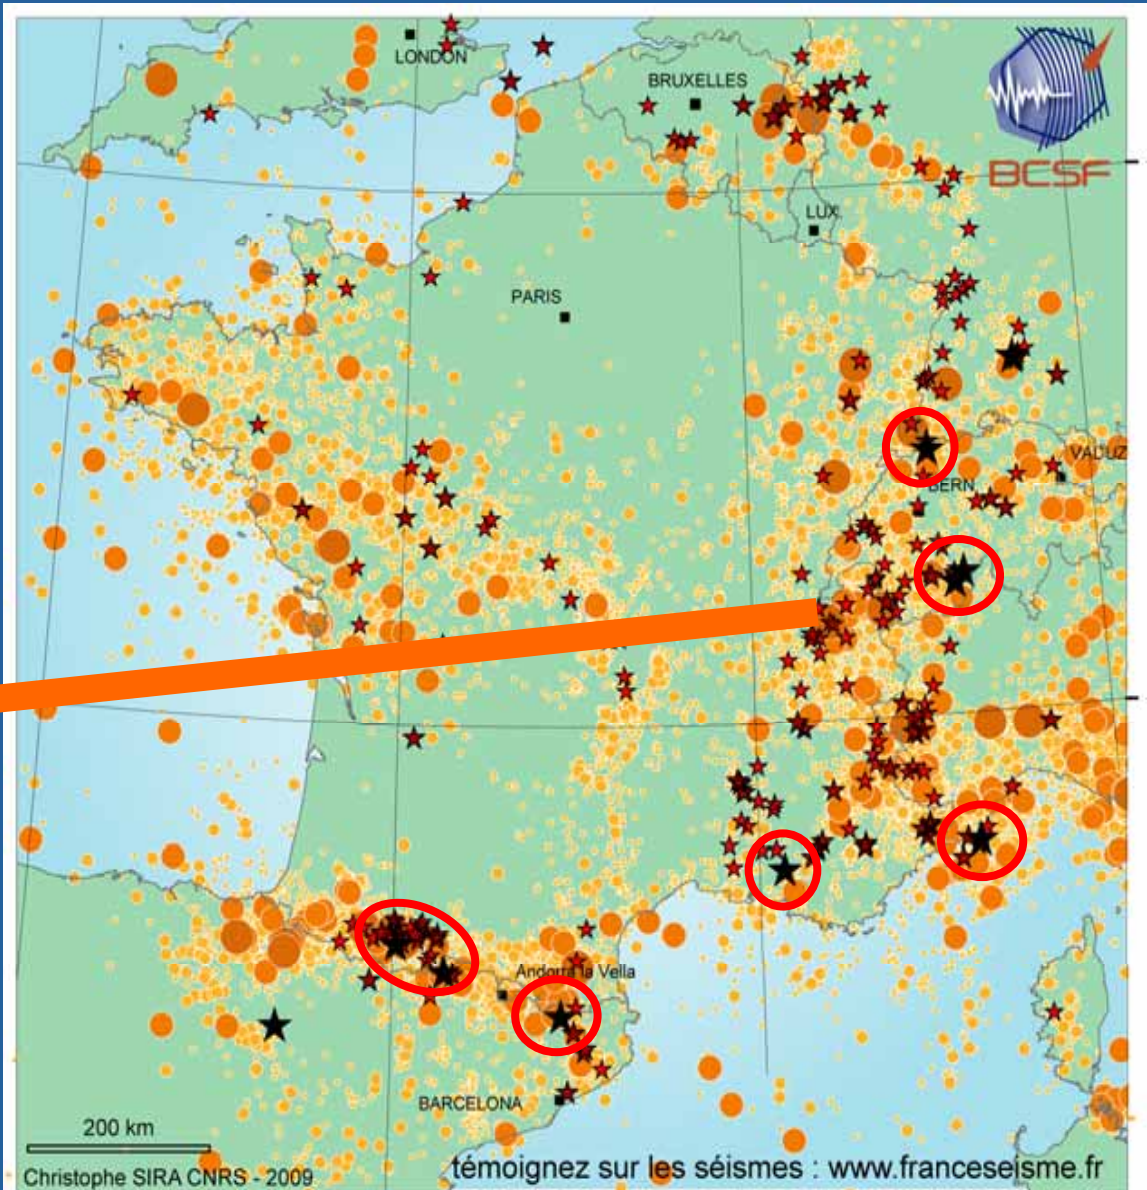 LONDON
BRUXELLES
BCSF
LUX.
PARIS
VADUZ
BERN
Andorra la Vella
BARCELONA
200 km
Christophe SIRA CNRS - 2009
témoignez sur les séismes : www.franceseisme.fr